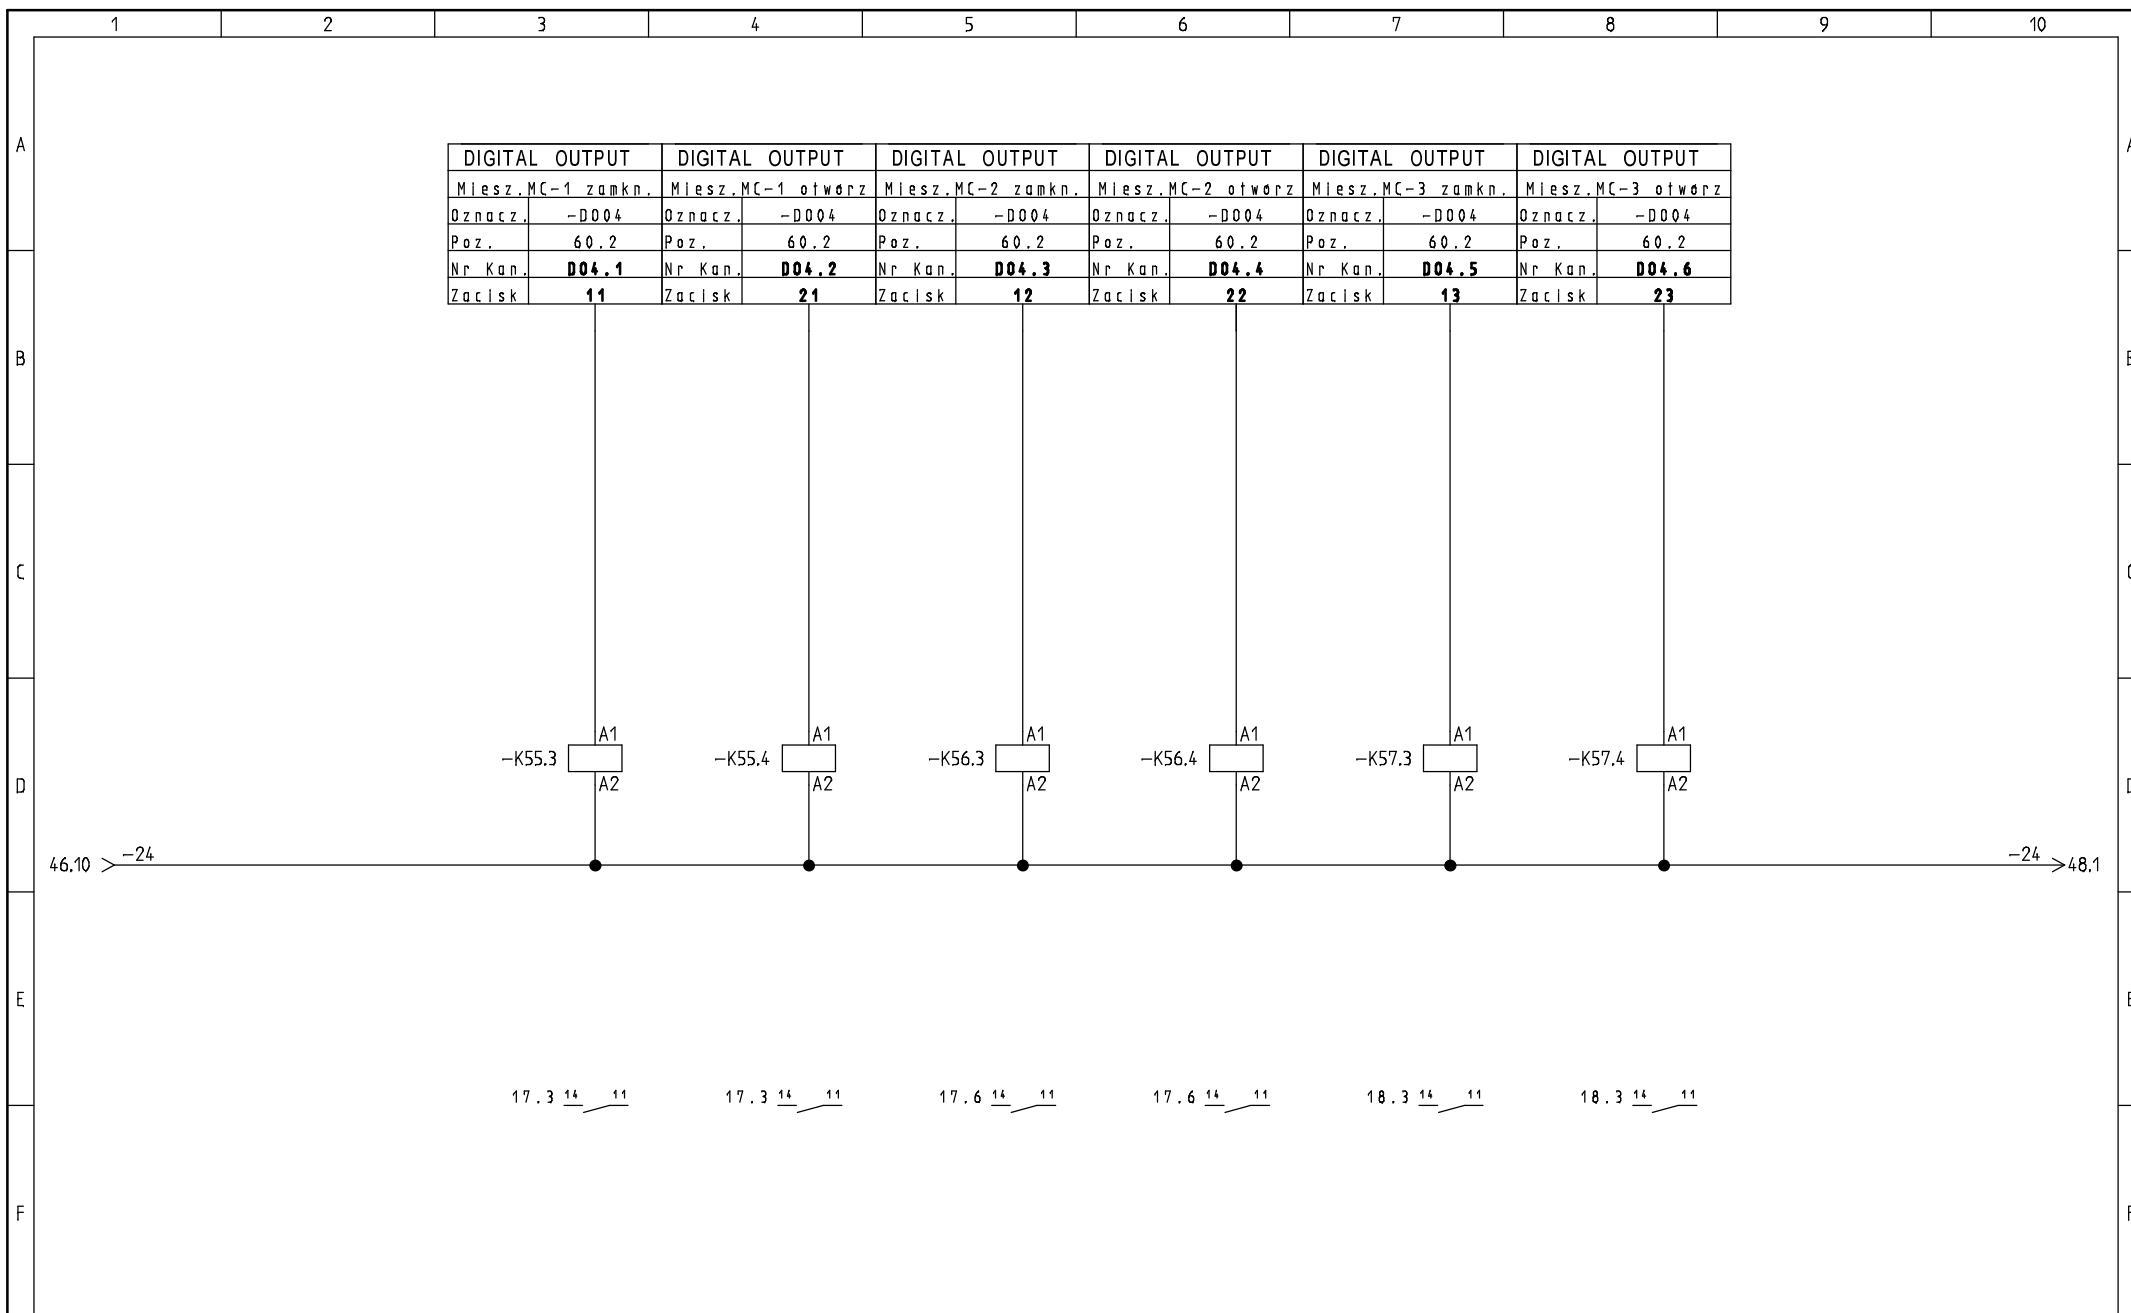 1 2 3 4 5 6 7 8 9 10
A A
DIGITAL OUTPUT DIGITAL OUTPUT DIGITAL OUTPUT DIGITAL OUTPUT DIGITAL OUTPUT DIGITAL OUTPUT
Miesz.MC-1 zamkn. Miesz.MC-1 otwórz Miesz.MC-2 zamkn. Miesz.MC-2 otwórz Miesz.MC-3 zamkn. Miesz.MC-3 otwórz
Oznacz. -DO04 Oznacz. -DO04 Oznacz. -DO04 Oznacz. -DO04 Oznacz. -DO04 Oznacz. -DO04
Poz. 60.2 Poz. 60.2 Poz. 60.2 Poz. 60.2 Poz. 60.2 Poz. 60.2
Nr Kan. DO4.1 Nr Kan. DO4.2 Nr Kan. DO4.3 Nr Kan. DO4.4 Nr Kan. DO4.5 Nr Kan. DO4.6
Zacisk 11 Zacisk 21 Zacisk 12 Zacisk 22 Zacisk 13 Zacisk 23
B
C
A1 A1 A1 A1 A1 A1
-K55.3 -K55.4 -K56.3 -K56.4 -K57.3 -K57.4
D A2 A2 A2 A2 A2 A2
46.10 -24 -24 48.1
E
17.3 14 11 17.3 14 11 17.6 14 11 17.6 14 11 18.3 14 11 18.3 14 11
F